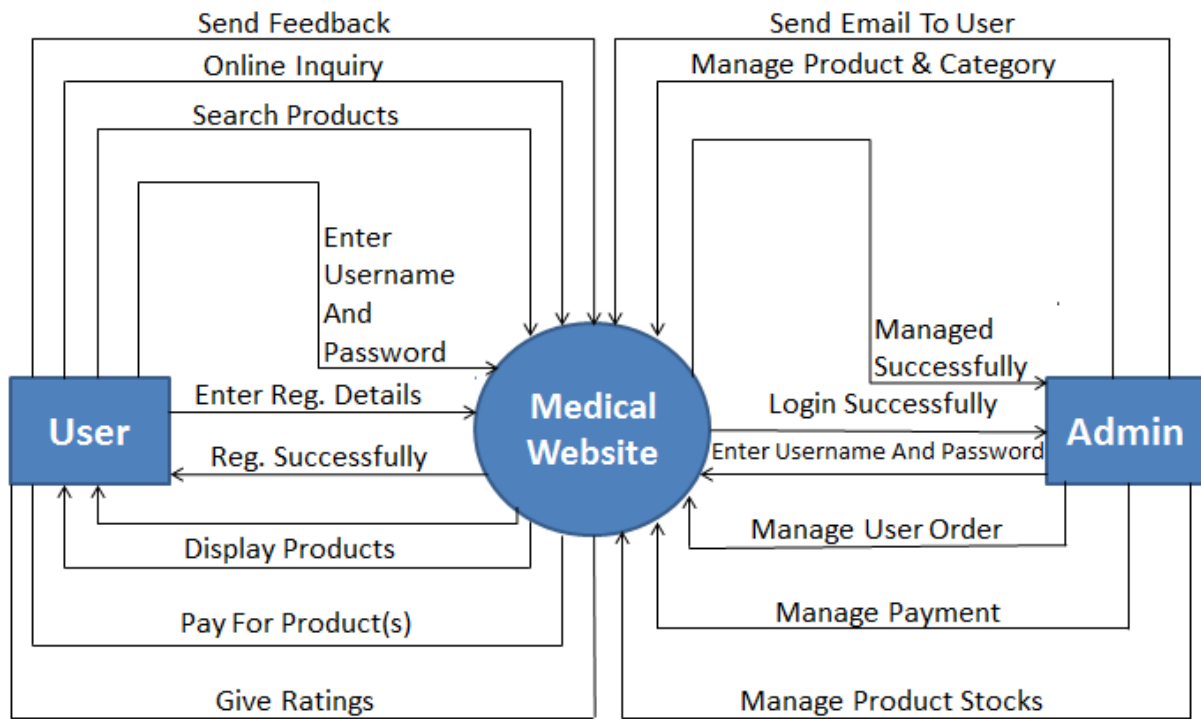 Send Feedback
Online Inquiry
Search Products
Enter
Username
And
Password
Enter Reg. Details
User
Reg. Successfully
Display Products
Pay For Product(s)
Give Ratings
Medical
Website
Send Email To User
Manage Product & Category
Managed
Successfully
Login Successfully
Admin
Enter Username And Password
Manage User Order
Manage Payment
Manage Product Stocks